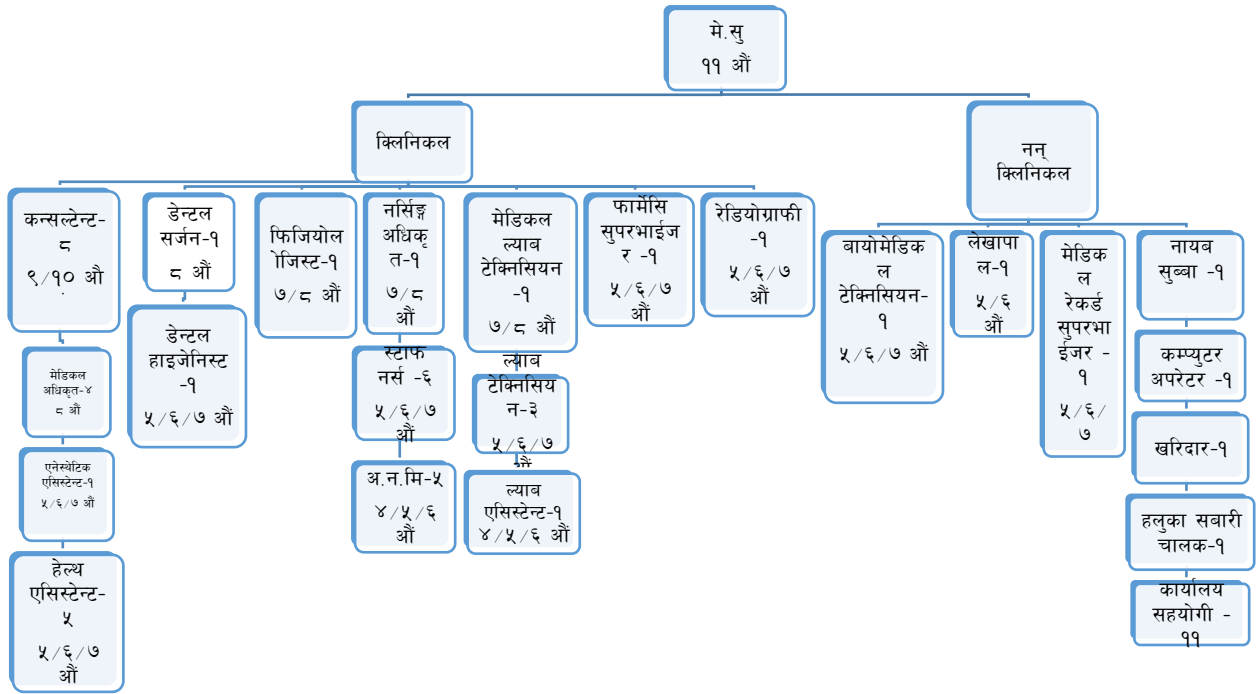 मे.सु
११ औं
क्लिनिकल
नन्
क्लिनिकल
कन्सल्टेन्ट-
८
९/१० औ
.
मेडिकल
अधिकृत-४
८ औं
एनेस्थेटिक
एसिस्टेन्ट-१
५/६/७ औं
हेल्थ
एसिस्टेन्ट-
५
५/६/७
औं
डेन्टल
सर्जन-१
८ औं
डेन्टल
हाइजेनिस्ट
-१
५/६/७ औं
फिजियोल
ोजिस्ट-१
७/८ औं
नर्सिङ्ग
अधिकृ
त-१
७/८
औं
स्टाफ
नर्स -६
५/६/७
औं
अ.न.मि-५
४/५/६
औं
मेडिकल
ल्याब
टेक्निसियन
-१
७/८ औं
ल्याब
टेक्निसिय
न-३
५/६/७
औं
ल्याब
एसिस्टेन्ट-१
४/५/६ औं
फार्मेसि
सुपरभाईज
र -१
५/६/७
औं
रेडियोग्राफी
-१
५/६/७
औं
बायोमेडिक
ल
टेक्निसियन-
१
५/६/७ औं
लेखापा
ल-१
५/६
औं
मेडिक
ल
रेकर्ड
सुपरभा
ईजर -
१
५/६/
७
नायब
सुब्बा -१
कम्प्युटर
अपरेटर -१
खरिदार-१
हलुका सबारी
चालक-१
कार्यालय
सहयोगी -
११